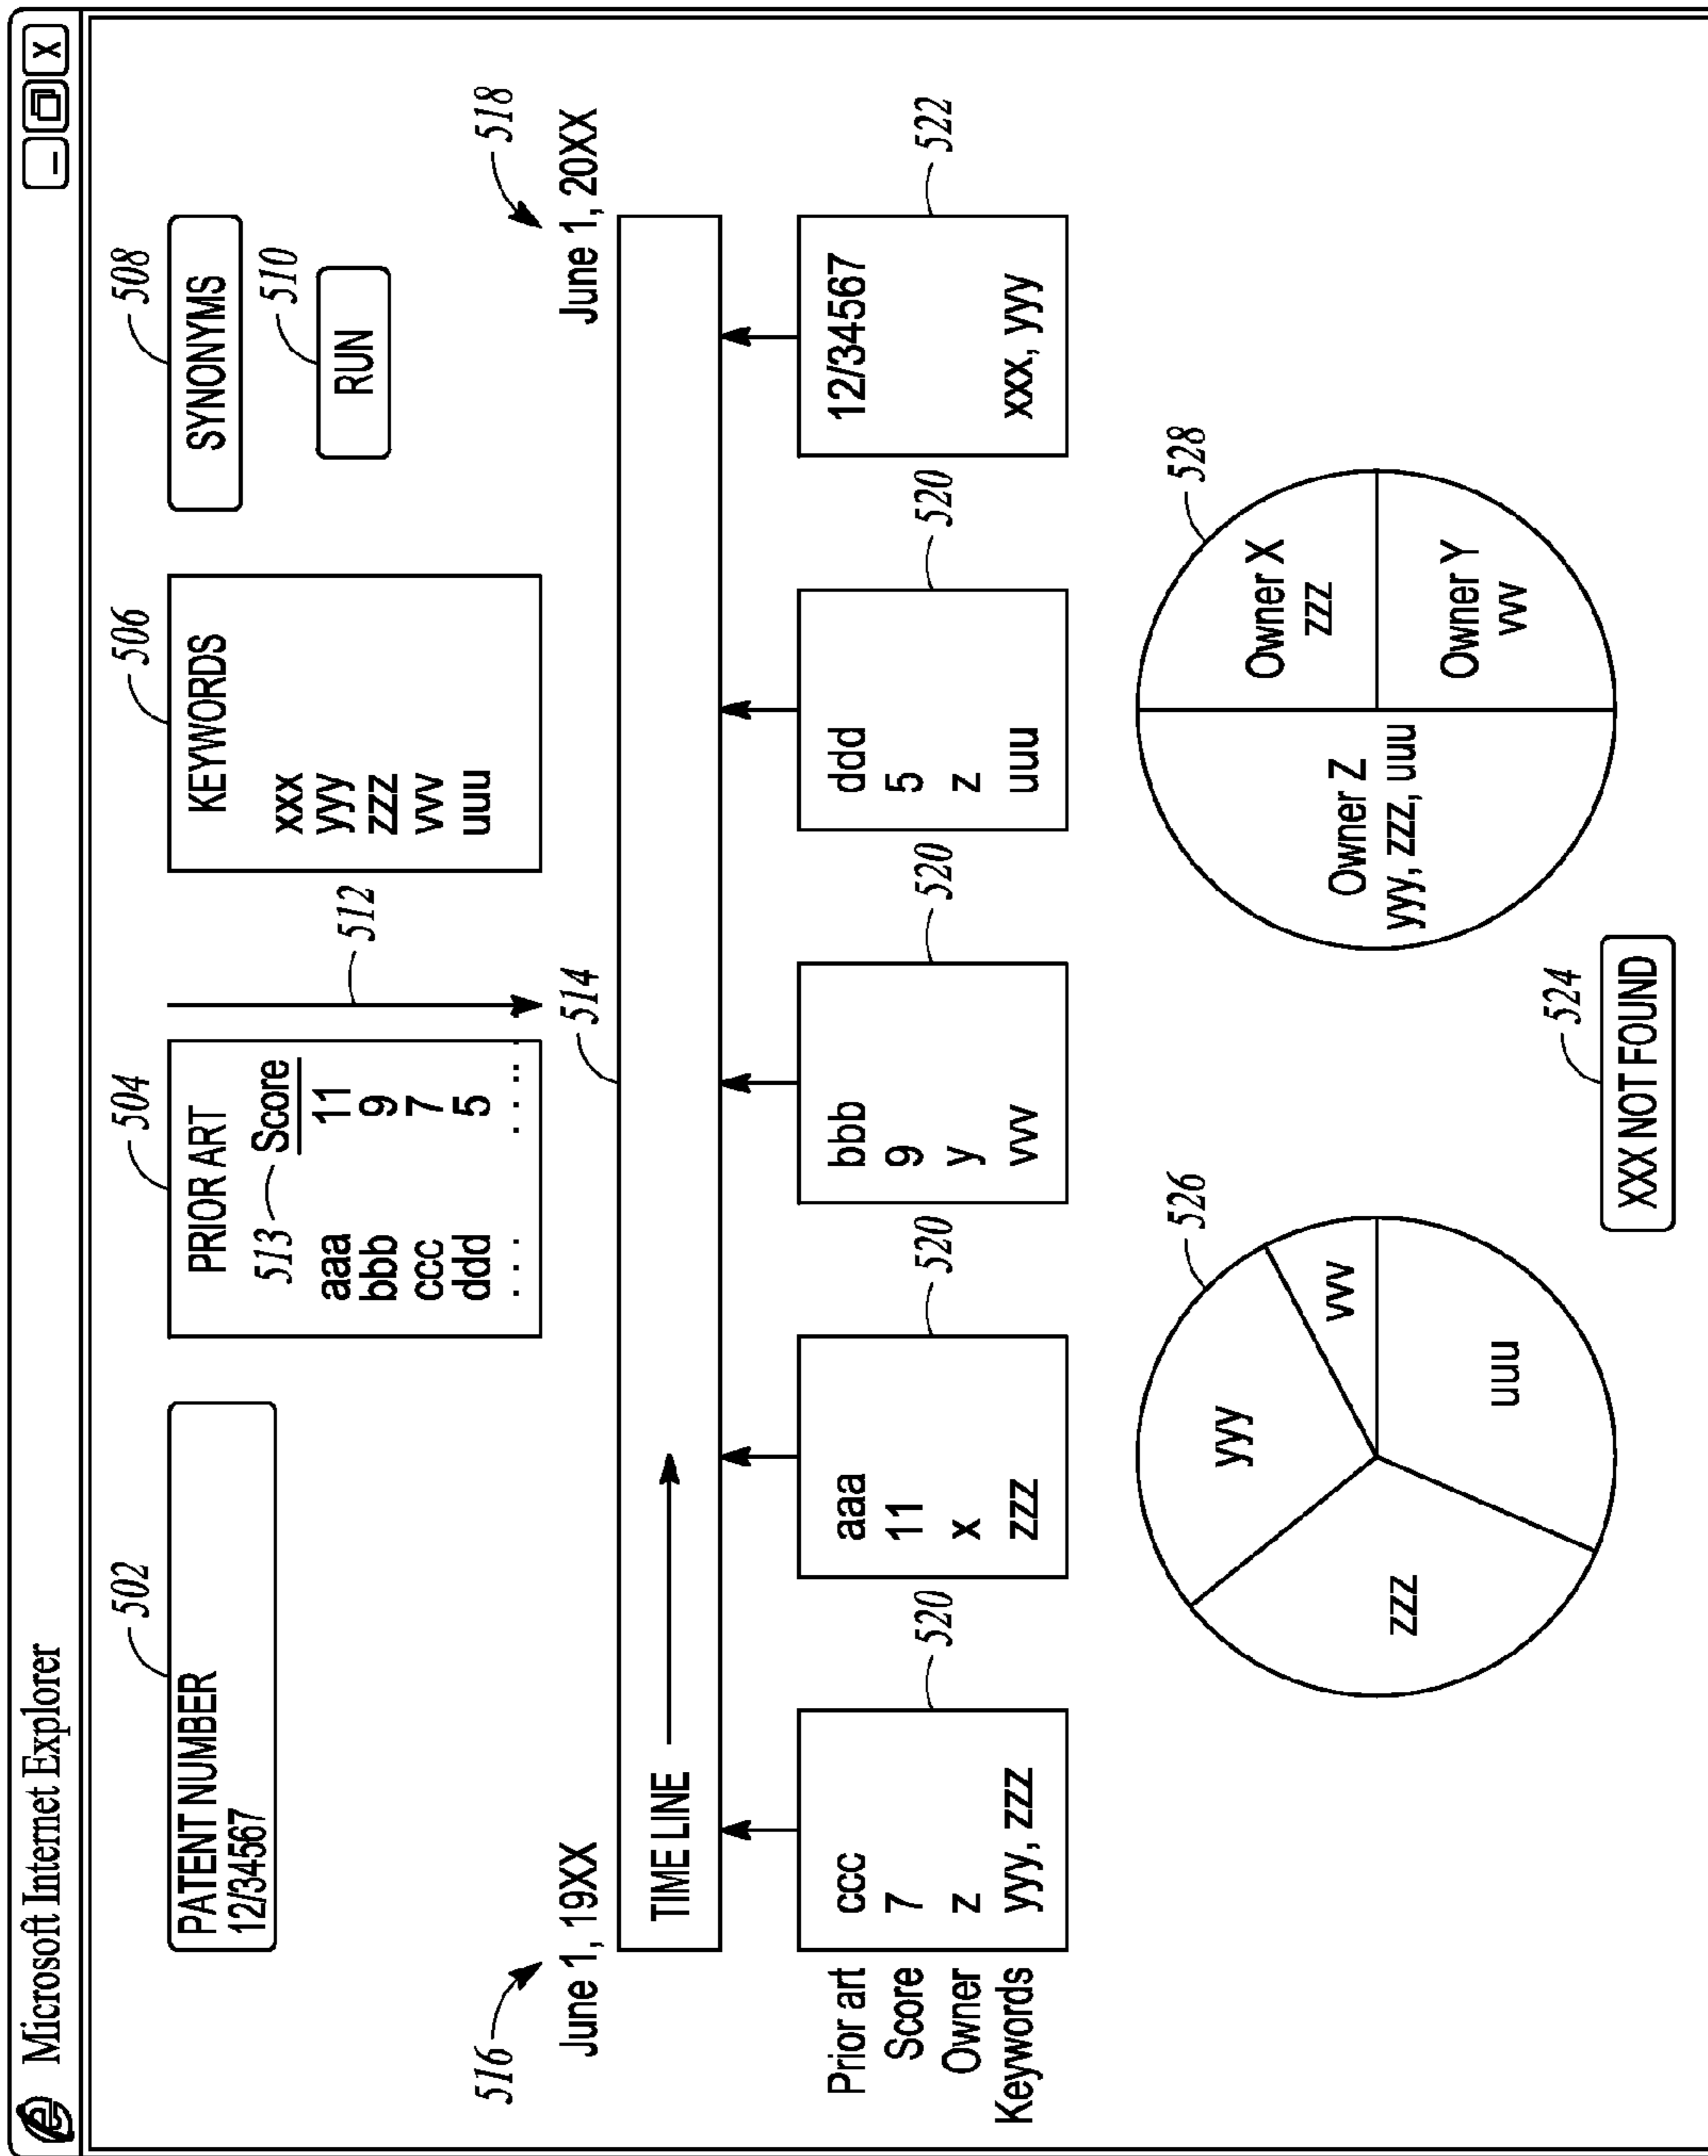 Microsoft Internet Explorer
_ X
502
504
506
508
PATENT NUMBER
12/34567
PRIOR ART
513 Score
aaa 11
bbb 9
ccc 7
ddd 5
. . . . . .
512
KEYWORDS
xxx
yyy
zzz
vvv
uuu
SYNONYMS
510
RUN
516
518
June 1, 19XX
514
June 1, 20XX
TIME LINE
Prior art
Score
Owner
Keywords
ccc
7
z
yyy, zzz
520
aaa
11
x
zzz
520
bbb
9
y
vvv
520
ddd
5
z
uuu
520
12/34567
xxx, yyy
522
526
yyy
vvv
zzz
uuu
528
Owner Z
yyy, zzz, uuu
Owner X
zzz
Owner Y
vvv
524
XXX NOT FOUND